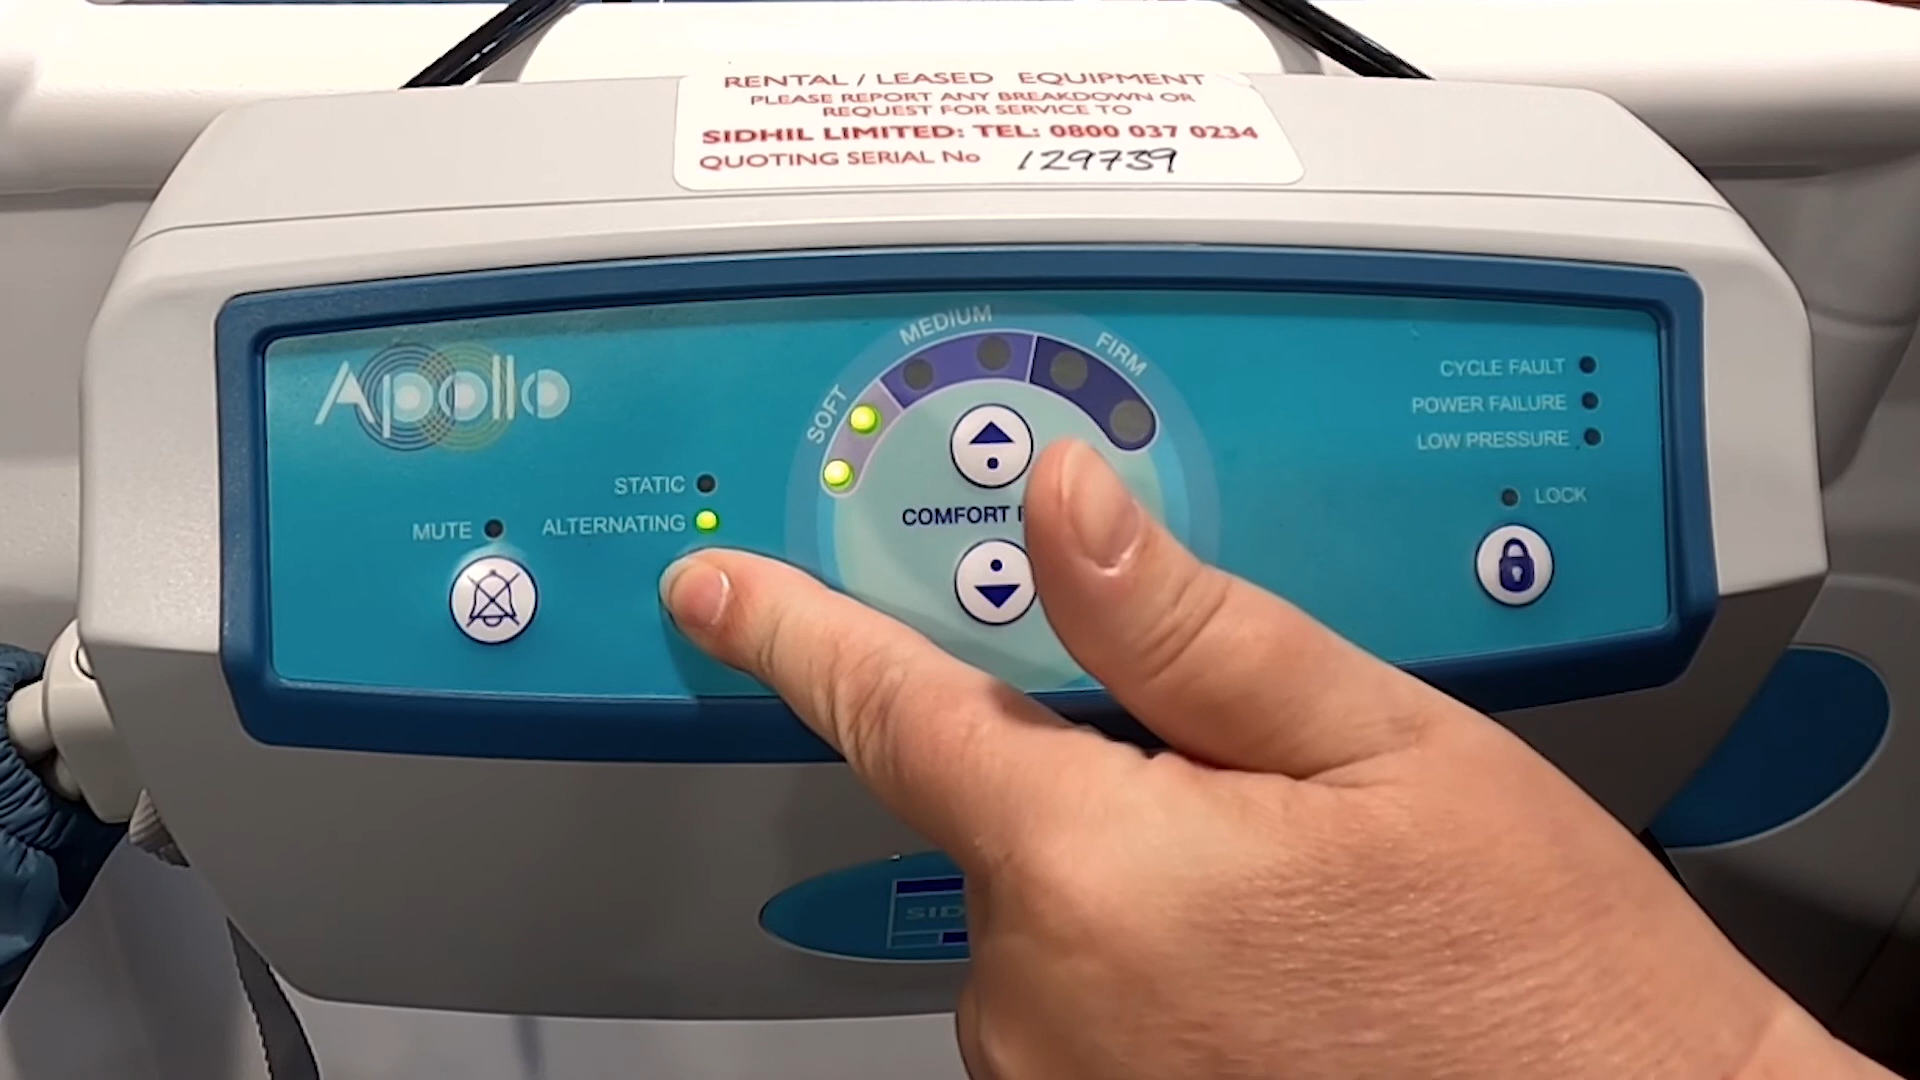 RENTAL / LEASED EQUIPMENT
PLEASE REPORT ANY BREAKDOWN OR
REQUEST FOR SERVICE TO
SIDHIL LIMITED: TEL: 0800 037 0234
QUOTING SERIAL No 129739
Apollo
SOFT
MEDIUM
FIRM
STATIC
MUTE
ALTERNATING
COMFORT
CYCLE FAULT
POWER FAILURE
LOW PRESSURE
LOCK
SID